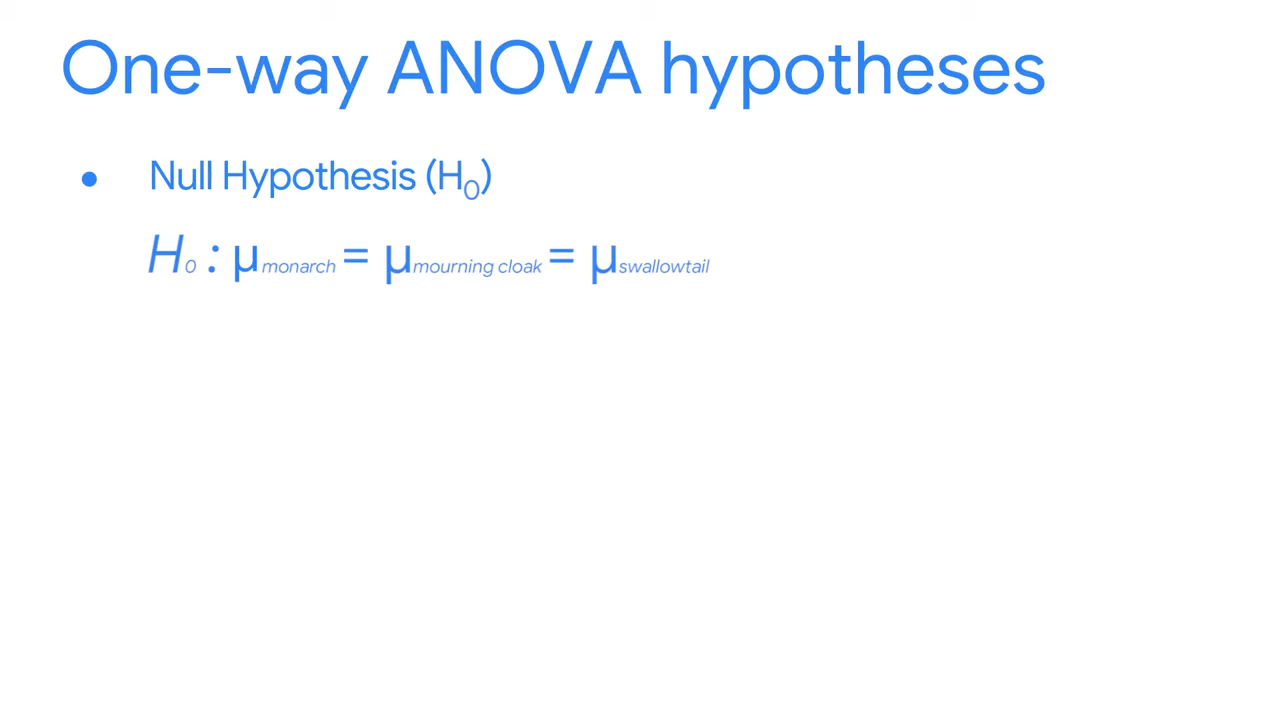 One-way ANOVA hypotheses
● Null Hypothesis (H₀)
H₀ : μmonarch = μmourning cloak = μswallowtail